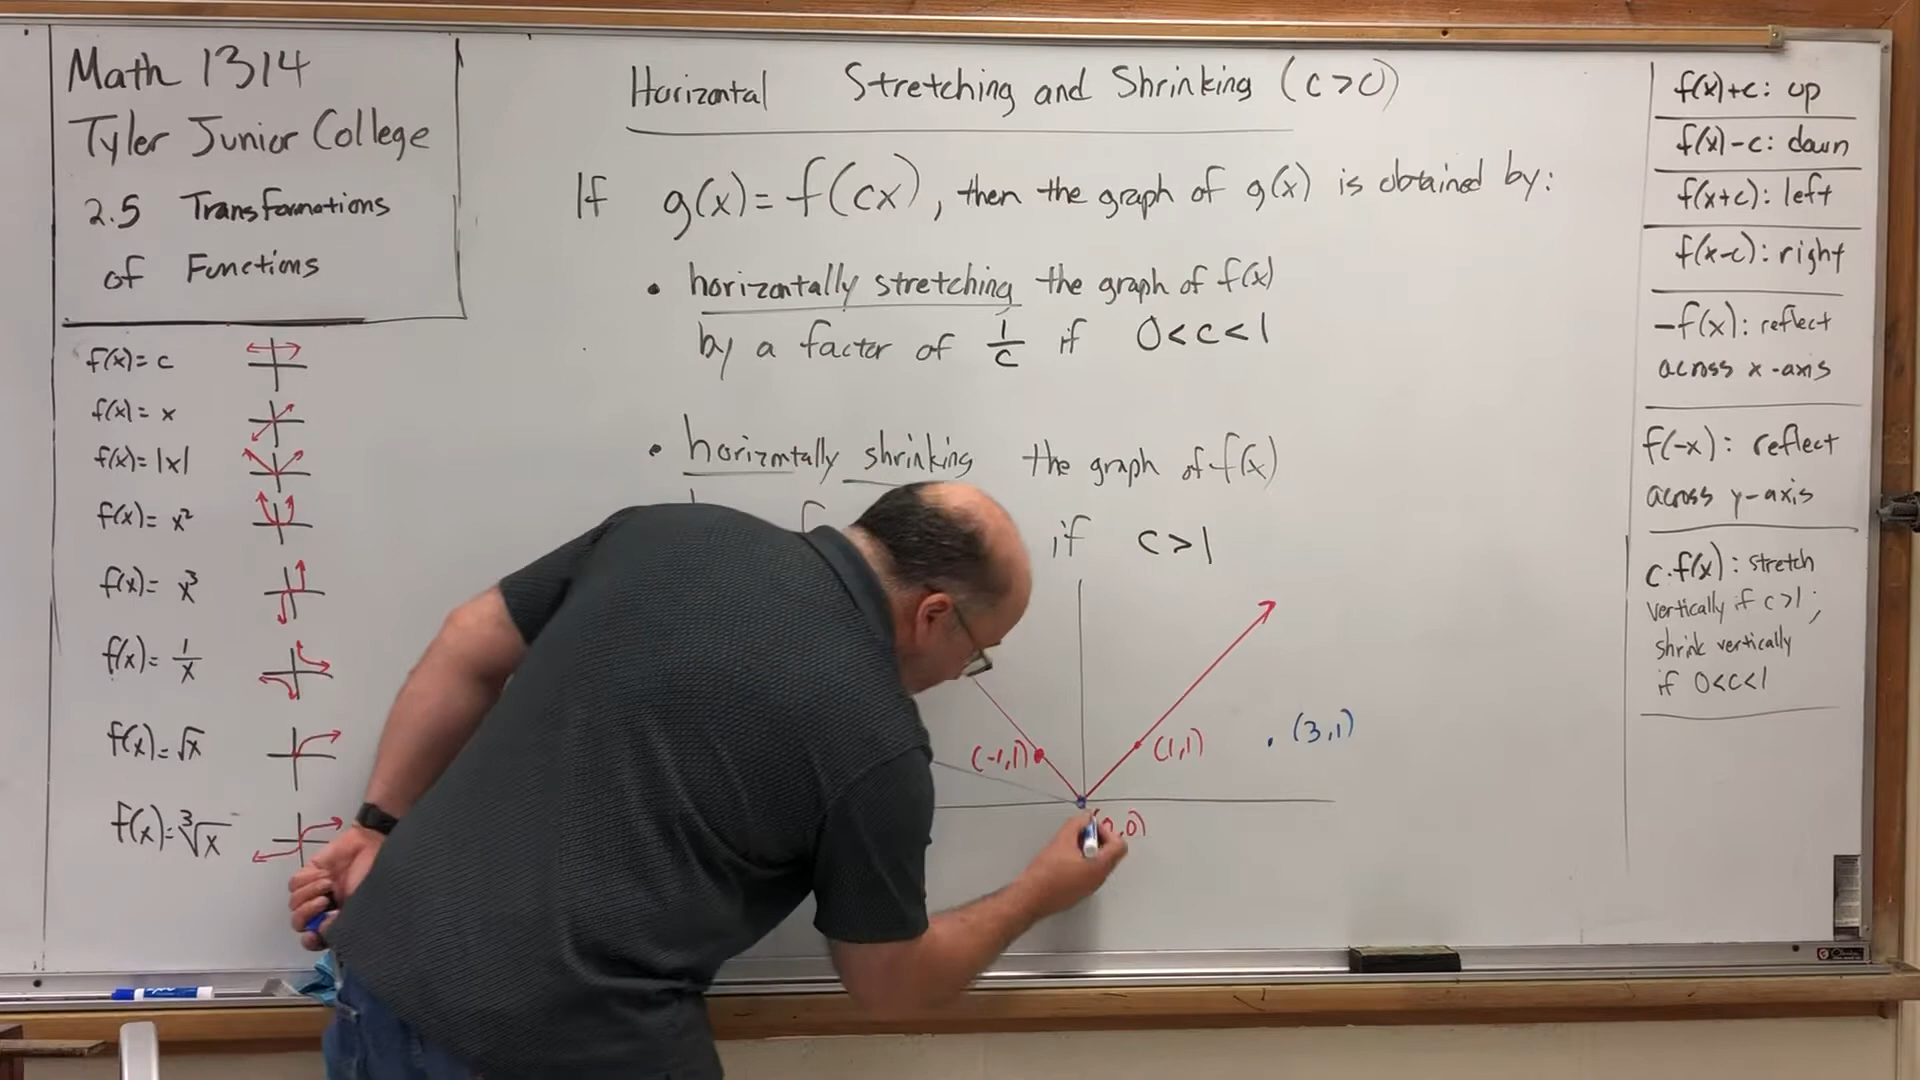 Math 1314
Tyler Junior College
2.5 Transformations
of Functions
f(x)= c
f(x)= x
f(x)= |x|
f(x)= x²
f(x)= x³
f(x)= 1/x
f(x)= √x
f(x)= ∛x
Horizontal Stretching and Shrinking (c>0)
If g(x)= f(cx), then the graph of g(x) is obtained by:
• horizontally stretching the graph of f(x)
by a factor of 1/c if 0<c<1
• horizontally shrinking the graph of f(x)
if c>1
(-1,1)
(1,1)
(3,1)
f(x)+c: up
f(x)-c: down
f(x+c): left
f(x-c): right
-f(x): reflect
across x-axis
f(-x): reflect
across y-axis
c·f(x): stretch
vertically if c>1;
shrink vertically
if 0<c<1